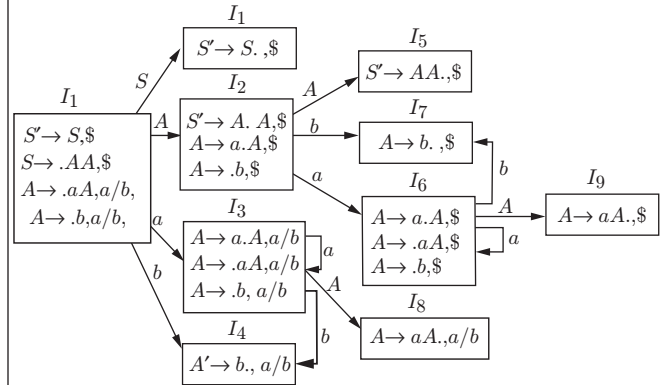 I1
S′→ S. ,$
I5
S′→ AA.,$
S
A
I1
I2
S′→ S,$
S→ .AA,$
A→ .aA,a/b,
A→ .b,a/b,
A
S′→ A. A,$
A→ a.A,$
A→ .b,$
b
I7
A→ b. ,$
a
a
b
I6
A→ a.A,$
A→ .aA,$
A→ .b,$
b
A
a
I9
A→ aA.,$
I3
A→ a.A,a/b
A→ .aA,a/b
A→ .b, a/b
a
A
b
I8
A→ aA.,a/b
I4
A′→ b., a/b